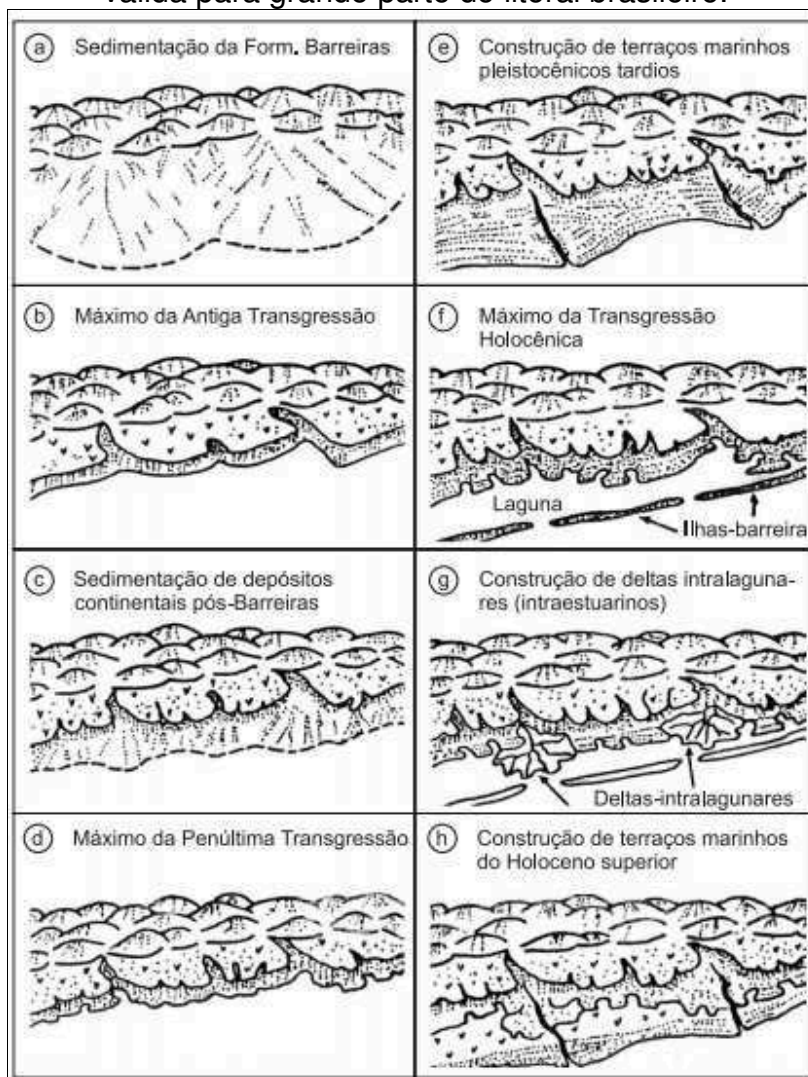 válida para grande parte do litoral brasileiro.
a Sedimentação da Form. Barreiras
b Máximo da Antiga Transgressão
c Sedimentação de depósitos
continentais pós-Barreiras
d Máximo da Penúltima Transgressão
e Construção de terraços marinhos
pleistocênicos tardios
f Máximo da Transgressão
Holocênica
Laguna
Ilhas-barreira
g Construção de deltas intralaguna-
res (intraestuarinos)
Deltas-intralagunares
h Construção de terraços marinhos
do Holoceno superior